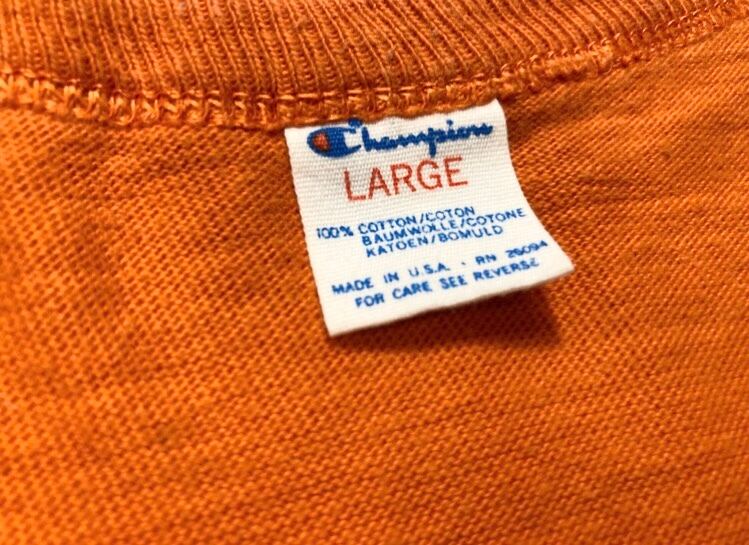 Champion
LARGE
100% COTTON/COTON
BAUMWOLLE/COTONE
KATOEN/BOMULD
MADE IN U.S.A. · RN 26094
FOR CARE SEE REVERSE